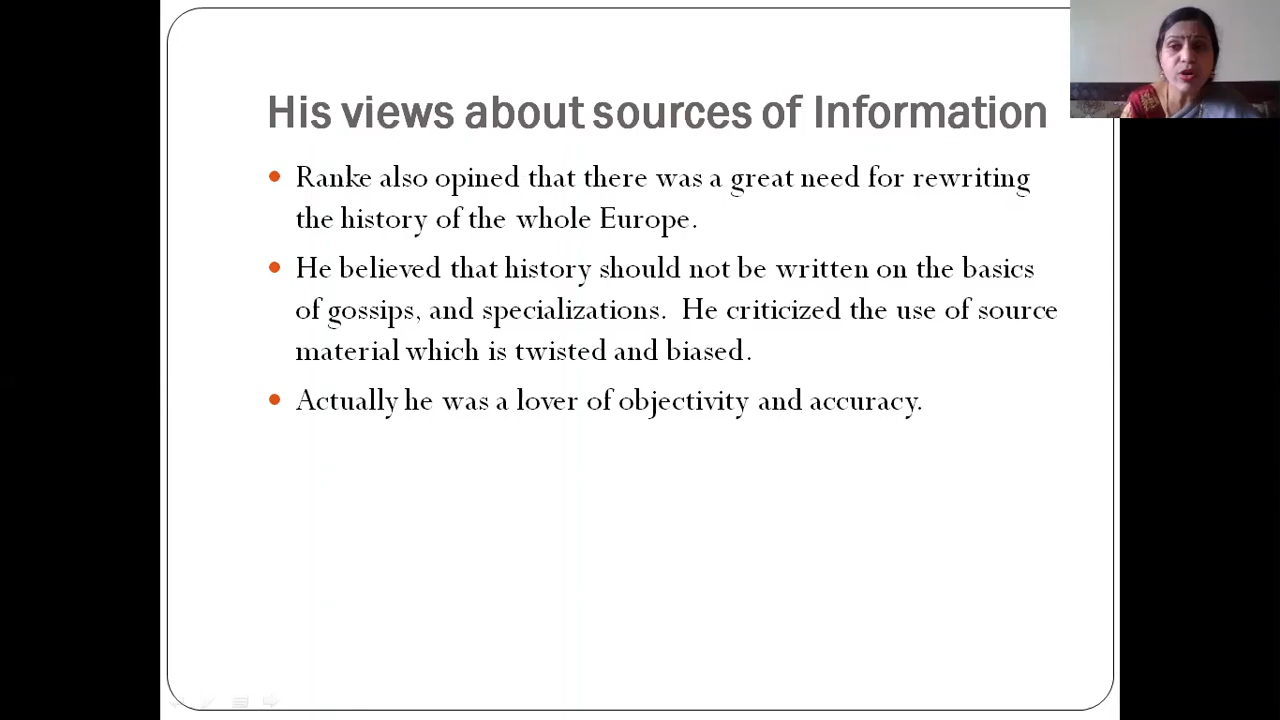 His views about sources of Information
Ranke also opined that there was a great need for rewriting
the history of the whole Europe.
He believed that history should not be written on the basics
of gossips, and specializations.  He criticized the use of source
material which is twisted and biased.
Actually he was a lover of objectivity and accuracy.